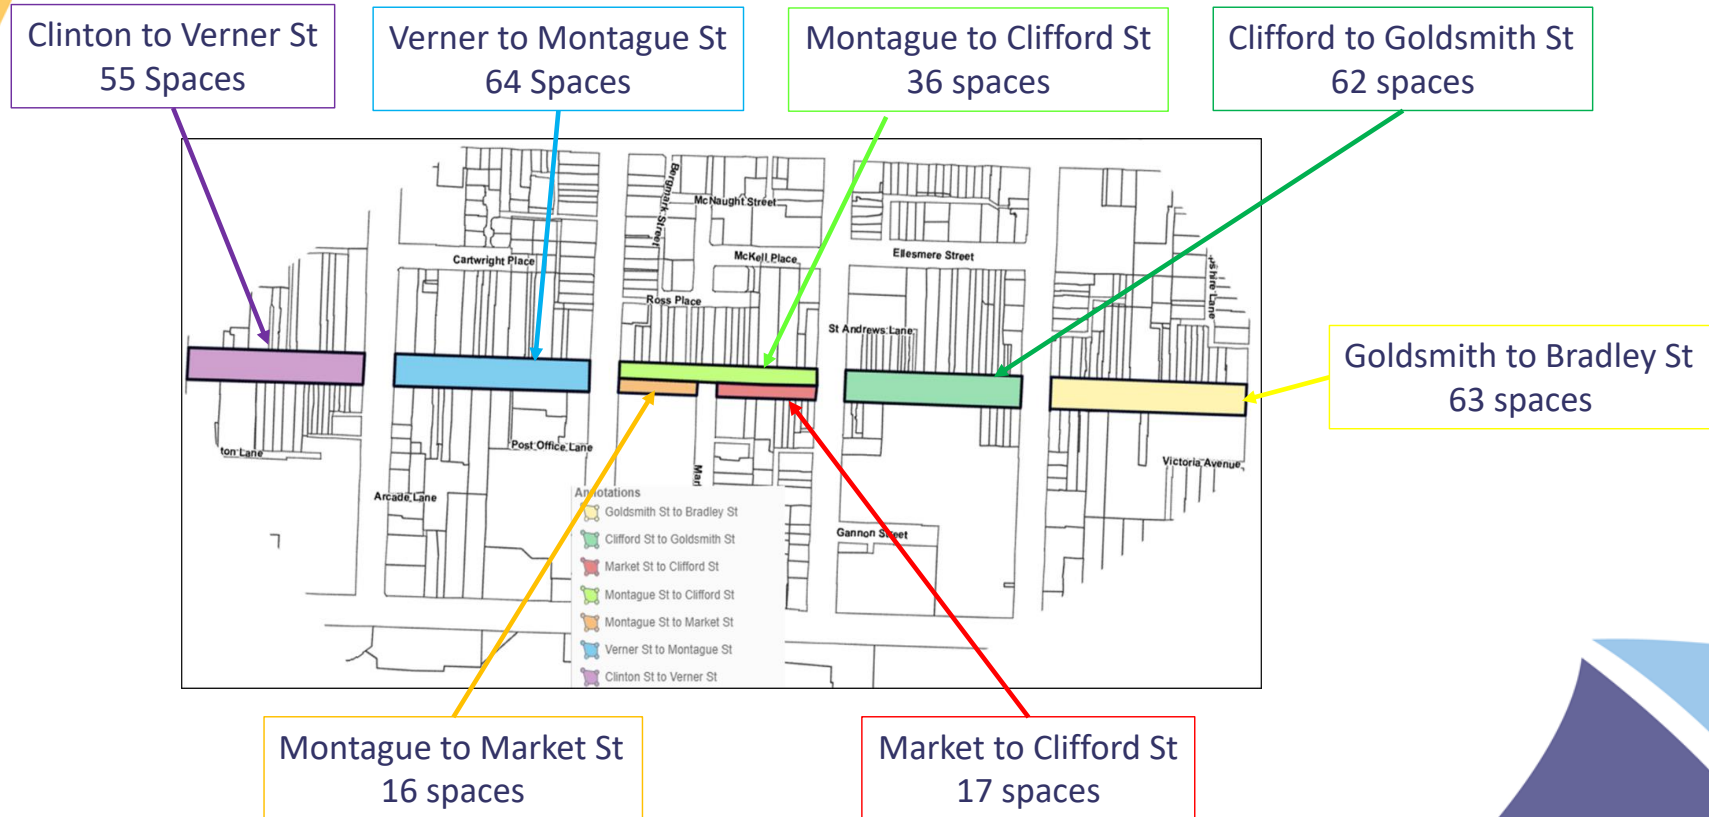 Clinton to Verner St
55 Spaces
Verner to Montague St
64 Spaces
Montague to Clifford St
36 spaces
Clifford to Goldsmith St
62 spaces
Bergmark Street
McNaught Street
Cartwright Place
McKell Place
Ellesmere Street
Ross Place
St Andrews Lane
Goldsmith to Bradley St
63 spaces
ton Lane
Post Office Lane
Victoria Avenue
Arcade Lane
Gannon Street
Annotations
Goldsmith St to Bradley St
Clifford St to Goldsmith St
Market St to Clifford St
Montague St to Clifford St
Montague St to Market St
Verner St to Montague St
Clinton St to Verner St
Montague to Market St
16 spaces
Market to Clifford St
17 spaces